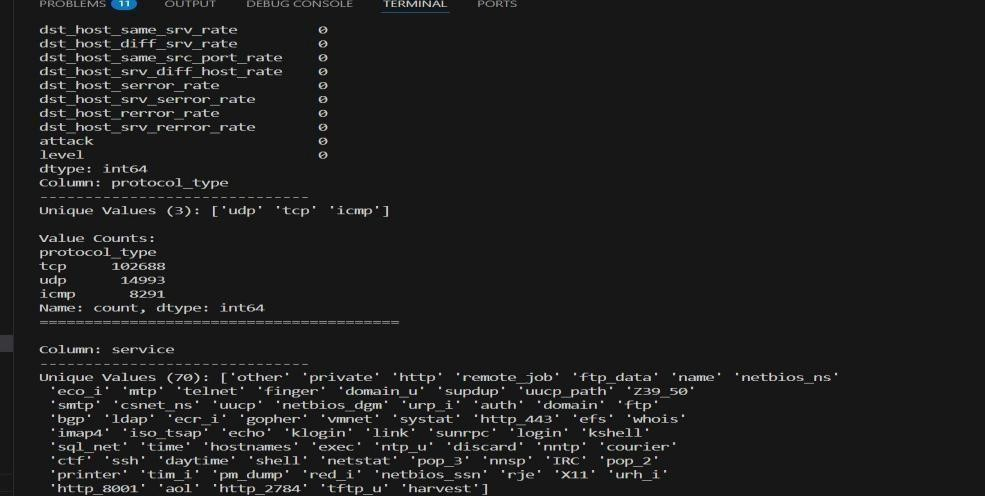 PROBLEMS 11 OUTPUT DEBUG CONSOLE TERMINAL PORTS
dst_host_same_srv_rate 0
dst_host_diff_srv_rate 0
dst_host_same_src_port_rate 0
dst_host_srv_diff_host_rate 0
dst_host_serror_rate 0
dst_host_srv_serror_rate 0
dst_host_rerror_rate 0
dst_host_srv_rerror_rate 0
attack 0
level 0
dtype: int64
Column: protocol_type
------------------------------
Unique Values (3): ['udp' 'tcp' 'icmp']
Value Counts:
protocol_type
tcp 102688
udp 14993
icmp 8291
Name: count, dtype: int64
========================================
Column: service
------------------------------
Unique Values (70): ['other' 'private' 'http' 'remote_job' 'ftp_data' 'name' 'netbios_ns'
'eco_i' 'mtp' 'telnet' 'finger' 'domain_u' 'supdup' 'uucp_path' 'Z39_50'
'smtp' 'csnet_ns' 'uucp' 'netbios_dgm' 'urp_i' 'auth' 'domain' 'ftp'
'bgp' 'ldap' 'ecr_i' 'gopher' 'vmnet' 'systat' 'http_443' 'efs' 'whois'
'imap4' 'iso_tsap' 'echo' 'klogin' 'link' 'sunrpc' 'login' 'kshell'
'sql_net' 'time' 'hostnames' 'exec' 'ntp_u' 'discard' 'nntp' 'courier'
'ctf' 'ssh' 'daytime' 'shell' 'netstat' 'pop_3' 'nnsp' 'IRC' 'pop_2'
'printer' 'tim_i' 'pm_dump' 'red_i' 'netbios_ssn' 'rje' 'X11' 'urh_i'
'http_8001' 'aol' 'http_2784' 'tftp_u' 'harvest']